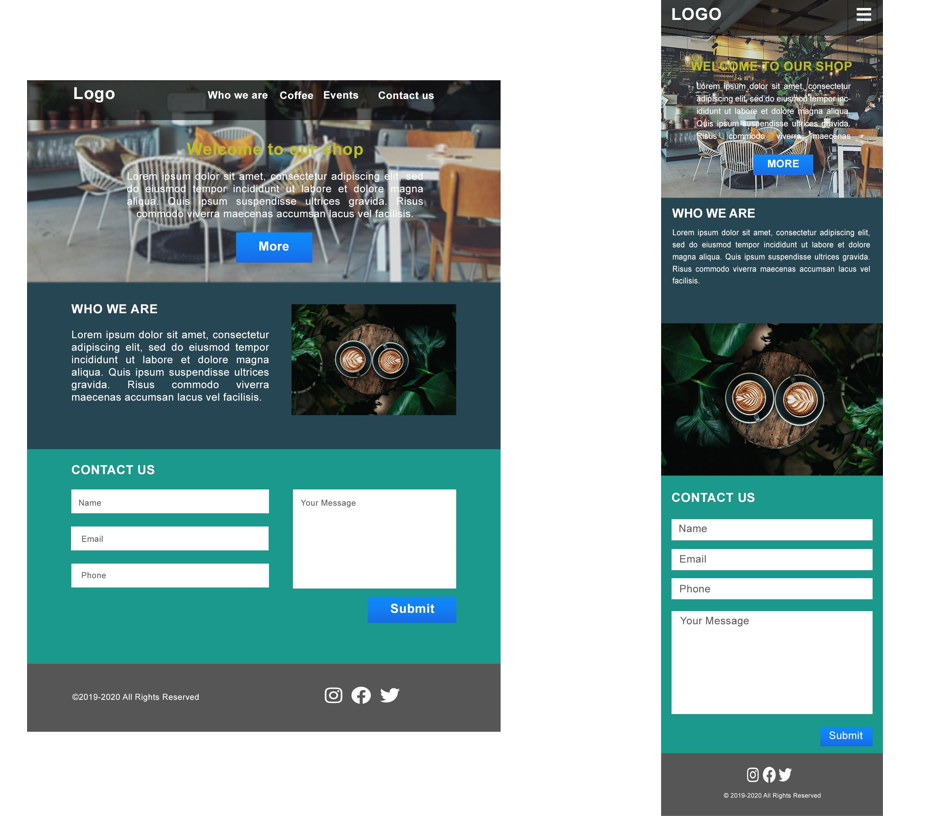 Logo
Who we are Coffee Events Contact us
Welcome to our shop
Lorem ipsum dolor sit amet, consectetur adipiscing elit, sed
do eiusmod tempor incididunt ut labore et dolore magna
aliqua. Quis ipsum suspendisse ultrices gravida. Risus
commodo viverra maecenas accumsan lacus vel facilisis.
More
WHO WE ARE
Lorem ipsum dolor sit amet, consectetur
adipiscing elit, sed do eiusmod tempor
incididunt ut labore et dolore magna
aliqua. Quis ipsum suspendisse ultrices
gravida. Risus commodo viverra
maecenas accumsan lacus vel facilisis.
CONTACT US
Name
Email
Phone
Your Message
Submit
©2019-2020 All Rights Reserved
LOGO
WELCOME TO OUR SHOP
Lorem ipsum dolor sit amet, consectetur
adipiscing elit, sed do eiusmod tempor inc-
ididunt ut labore et dolore magna aliqua.
Quis ipsum suspendisse ultrices gravida.
Risus commodo viverra maecenas
MORE
WHO WE ARE
Lorem ipsum dolor sit amet, consectetur adipiscing elit,
sed do eiusmod tempor incididunt ut labore et dolore
magna aliqua. Quis ipsum suspendisse ultrices gravida.
Risus commodo viverra maecenas accumsan lacus vel
facilisis.
CONTACT US
Name
Email
Phone
Your Message
Submit
© 2019-2020 All Rights Reserved